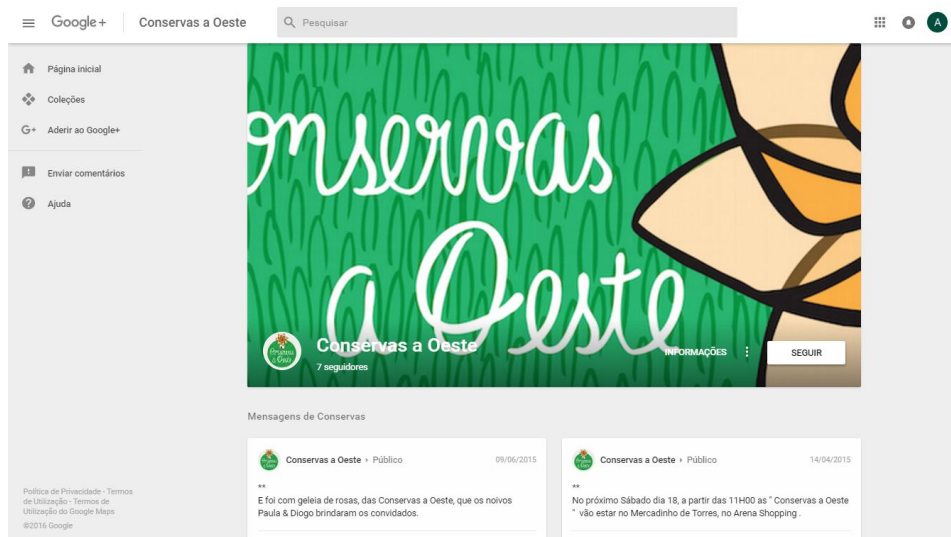 Google+ Conservas a Oeste Pesquisar A
Página inicial
Coleções
G+ Aderir ao Google+
Enviar comentários
Ajuda
onservas
a Oeste
Conservas a Oeste
7 seguidores
INFORMAÇÕES
SEGUIR
Mensagens de Conservas
Conservas a Oeste Público 09/06/2015
**
E foi com geleia de rosas, das Conservas a Oeste, que os noivos
Paula & Diogo brindaram os convidados.
Conservas a Oeste Público 14/04/2015
**
No próximo Sábado dia 18, a partir das 11H00 as " Conservas a Oeste
" vão estar no Mercadinho de Torres, no Arena Shopping .
Política de Privacidade - Termos
de Utilização - Termos de
Utilização do Google Maps
©2016 Google